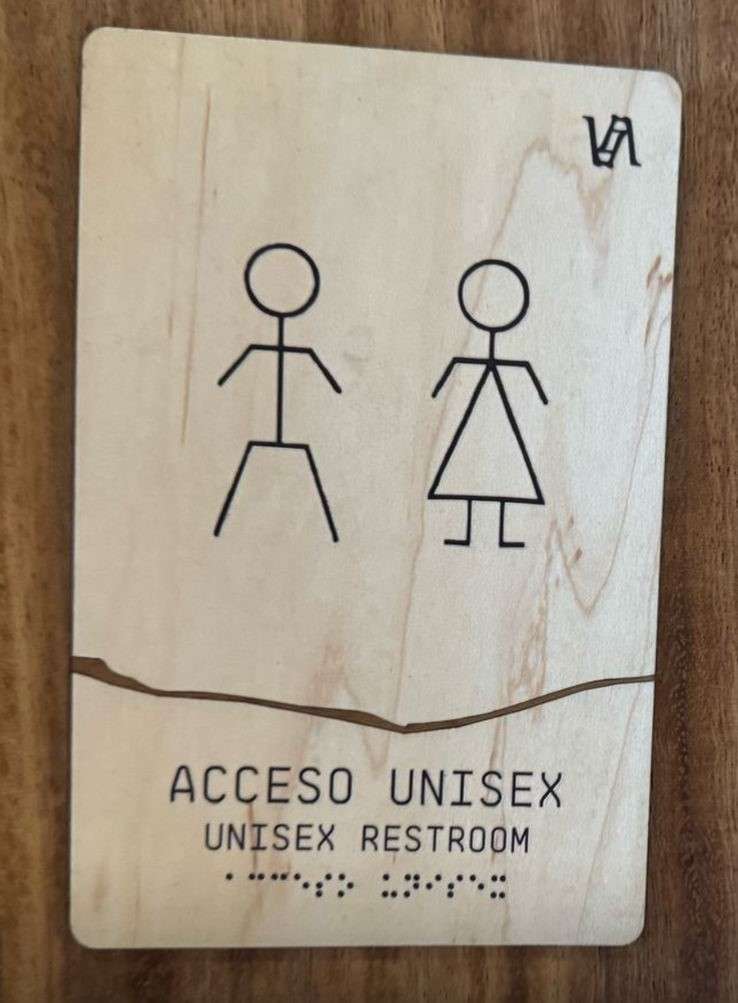 ACCESO UNISEX
UNISEX RESTROOM
⠁⠉⠉⠑⠎⠕ ⠥⠝⠊⠎⠑⠭